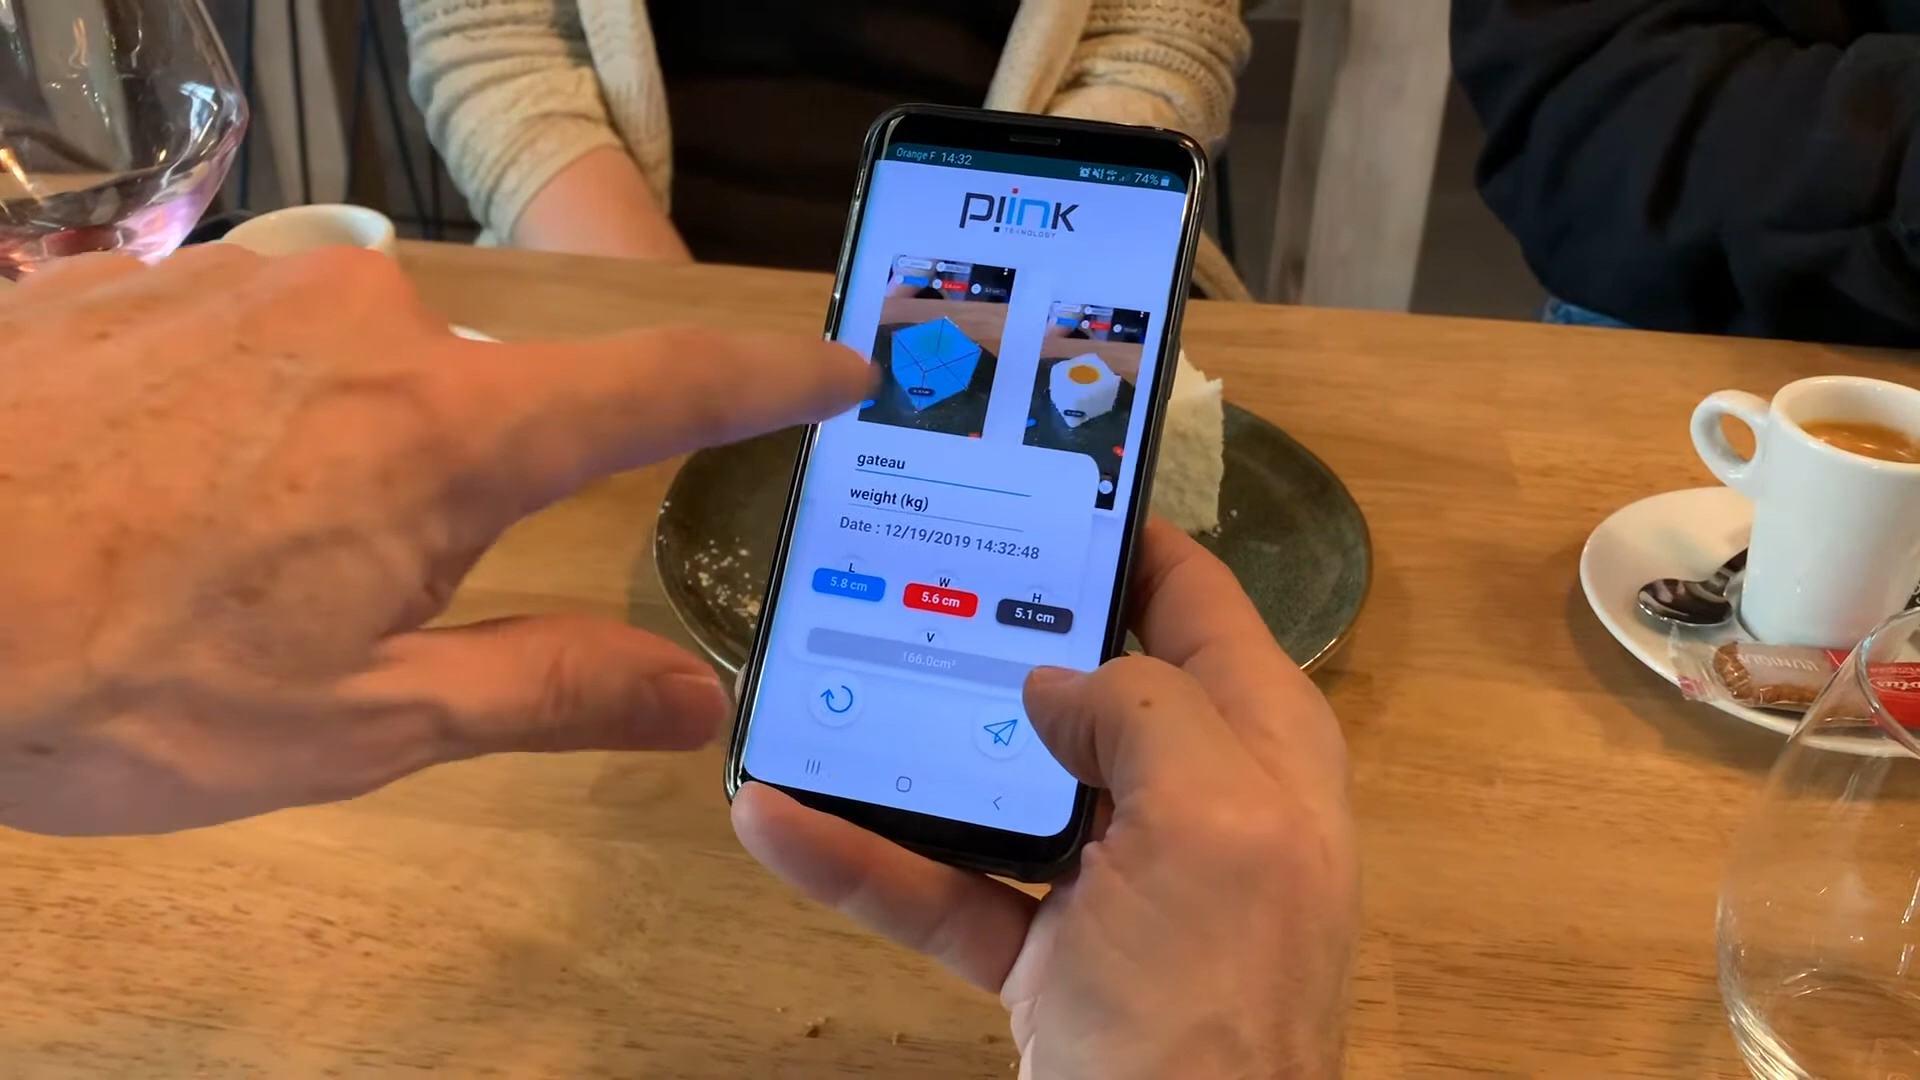 Orange F 14:32
74%
piink
TEKNOLOGY
gateau
weight (kg)
Date : 12/19/2019 14:32:48
L
W
H
5.8 cm
5.6 cm
5.1 cm
V
166.0cm³